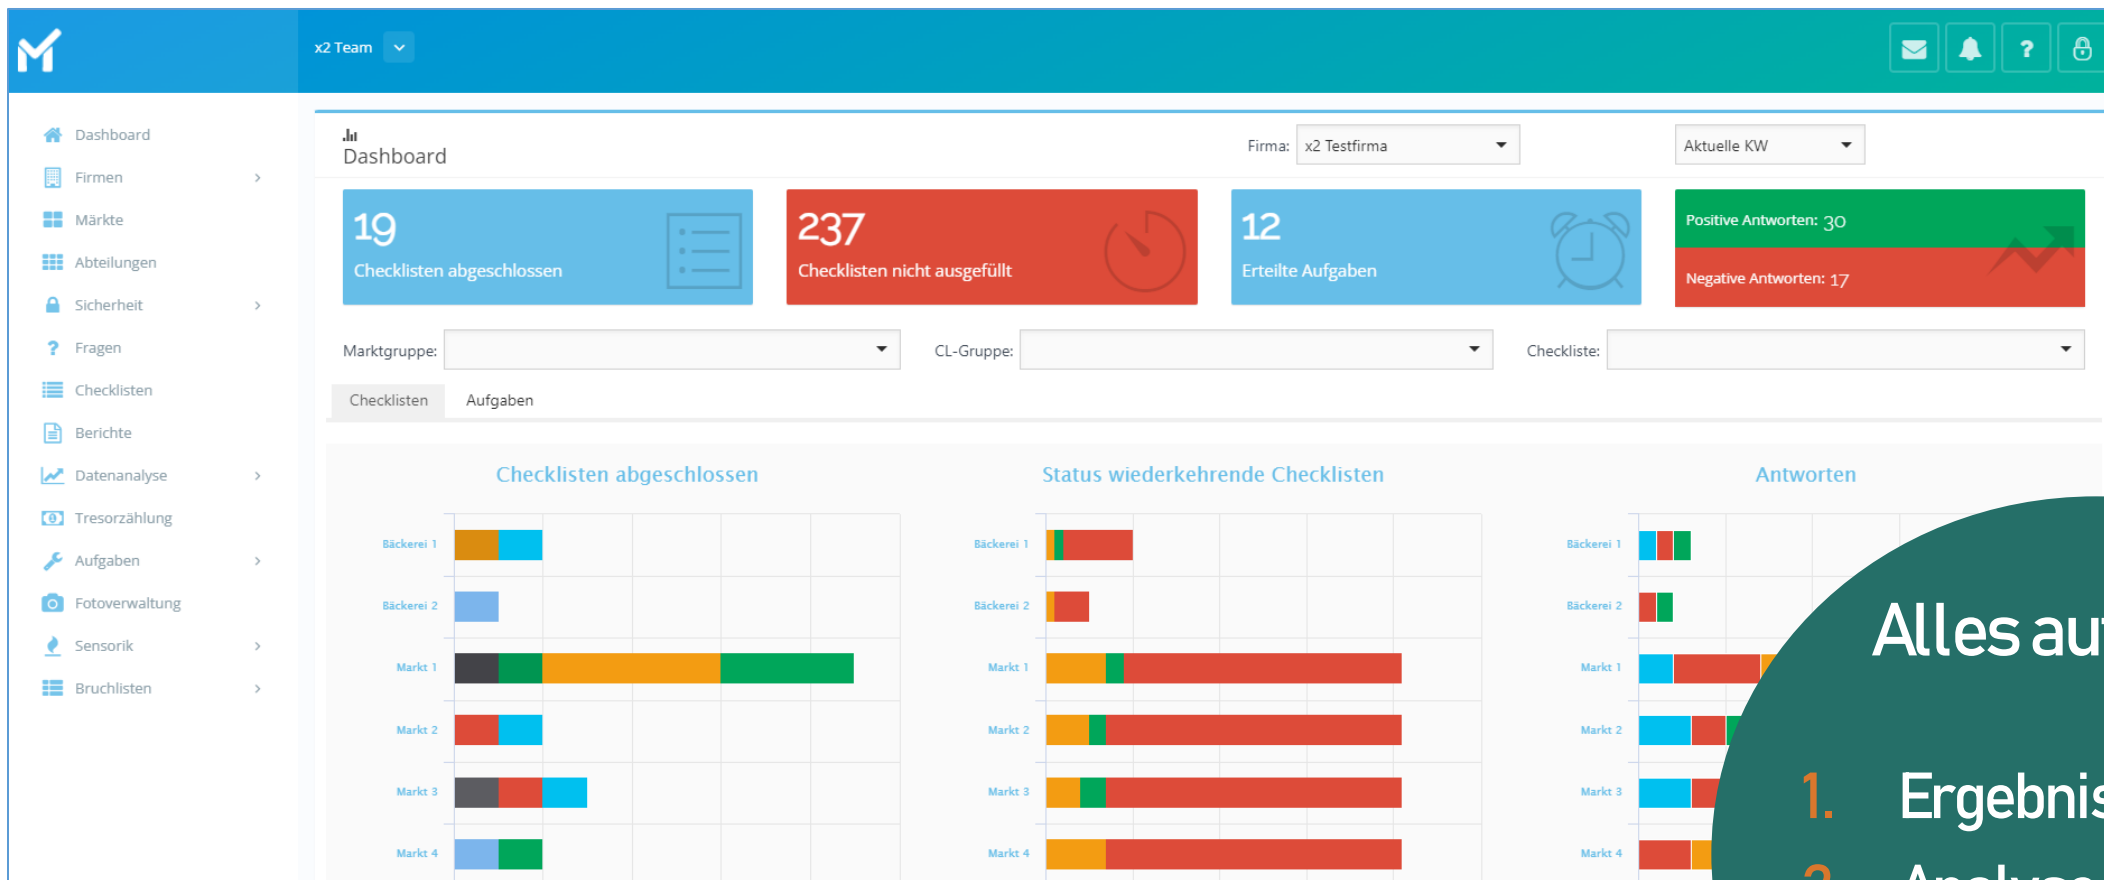 x2 Team
Dashboard
Firmen
Märkte
Abteilungen
Sicherheit
Fragen
Checklisten
Berichte
Datenanalyse
Tresorzählung
Aufgaben
Fotoverwaltung
Sensorik
Bruchlisten
Dashboard
Firma: x2 Testfirma
Aktuelle KW
19
Checklisten abgeschlossen
237
Checklisten nicht ausgefüllt
12
Erteilte Aufgaben
Positive Antworten: 30
Negative Antworten: 17
Marktgruppe:
CL-Gruppe:
Checkliste:
Checklisten
Aufgaben
Checklisten abgeschlossen
Bäckerei 1
Bäckerei 2
Markt 1
Markt 2
Markt 3
Markt 4
Status wiederkehrende Checklisten
Bäckerei 1
Bäckerei 2
Markt 1
Markt 2
Markt 3
Markt 4
Antworten
Bäckerei 1
Bäckerei 2
Markt 1
Markt 2
Markt 3
Markt 4
Alles au
1. Ergebnis